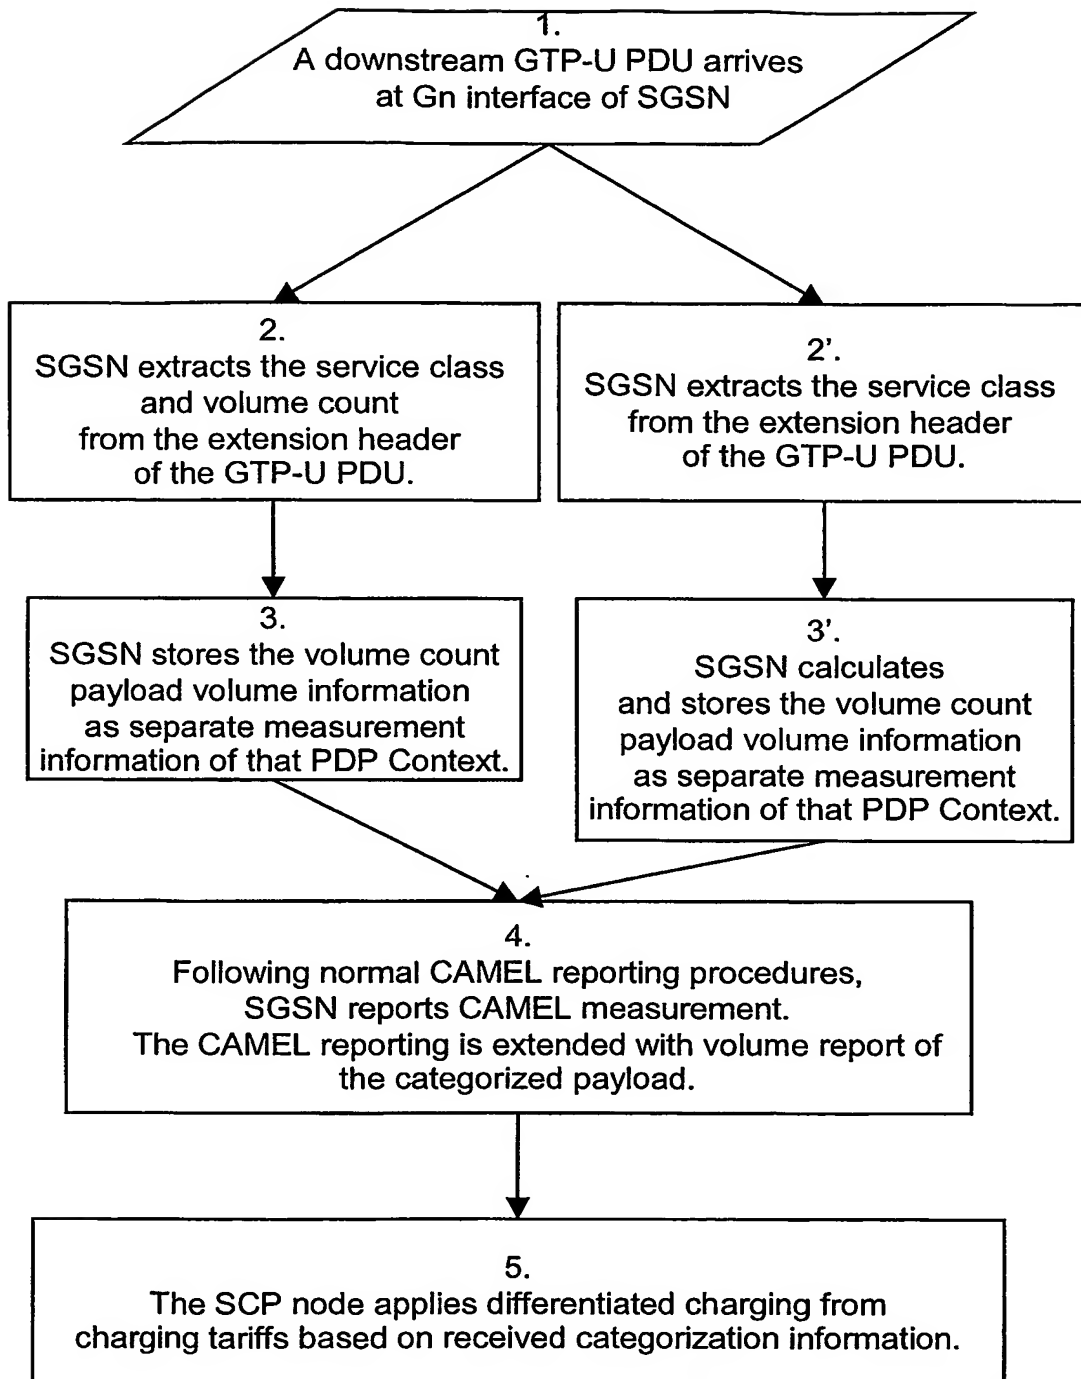 1.
A downstream GTP-U PDU arrives
at Gn interface of SGSN
2.
SGSN extracts the service class
and volume count
from the extension header
of the GTP-U PDU.
2'.
SGSN extracts the service class
from the extension header
of the GTP-U PDU.
3.
SGSN stores the volume count
payload volume information
as separate measurement
information of that PDP Context.
3'.
SGSN calculates
and stores the volume count
payload volume information
as separate measurement
information of that PDP Context.
4.
Following normal CAMEL reporting procedures,
SGSN reports CAMEL measurement.
The CAMEL reporting is extended with volume report of
the categorized payload.
5.
The SCP node applies differentiated charging from
charging tariffs based on received categorization information.